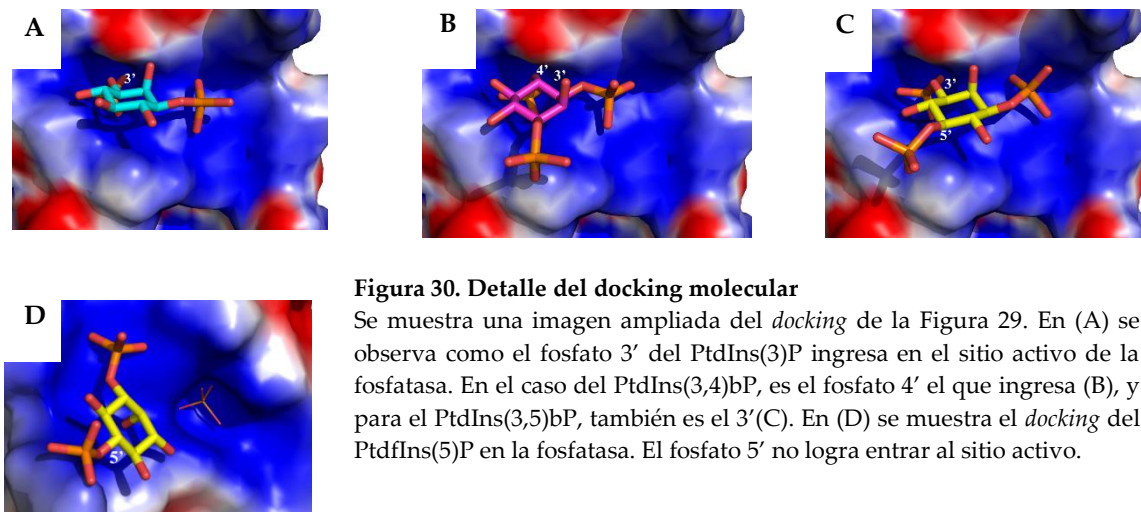 A
B
C
3'
4' 3'
3'
5'
D
5'
Figura 30. Detalle del docking molecular
Se muestra una imagen ampliada del docking de la Figura 29. En (A) se
observa como el fosfato 3’ del PtdIns(3)P ingresa en el sitio activo de la
fosfatasa. En el caso del PtdIns(3,4)bP, es el fosfato 4’ el que ingresa (B), y
para el PtdIns(3,5)bP, también es el 3’(C). En (D) se muestra el docking del
PtdfIns(5)P en la fosfatasa. El fosfato 5’ no logra entrar al sitio activo.